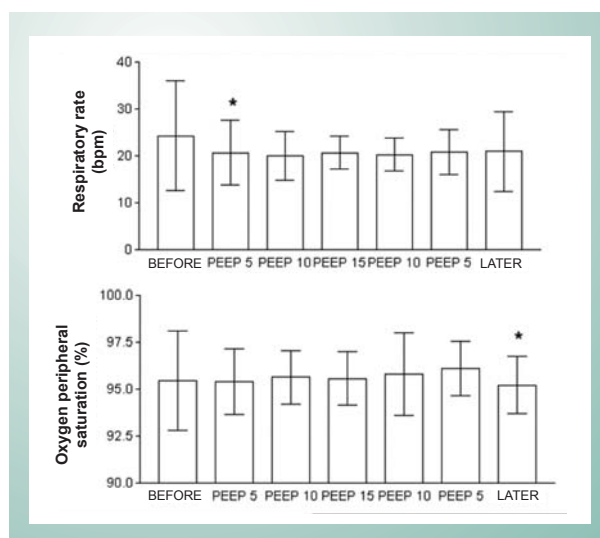 Respiratory rate
(bpm)
40
30
20
10
0
*
BEFORE PEEP 5 PEEP 10 PEEP 15 PEEP 10 PEEP 5 LATER
Oxygen peripheral
saturation (%)
100.0
97.5
95.0
92.5
90.0
*
BEFORE PEEP 5 PEEP 10 PEEP 15 PEEP 10 PEEP 5 LATER